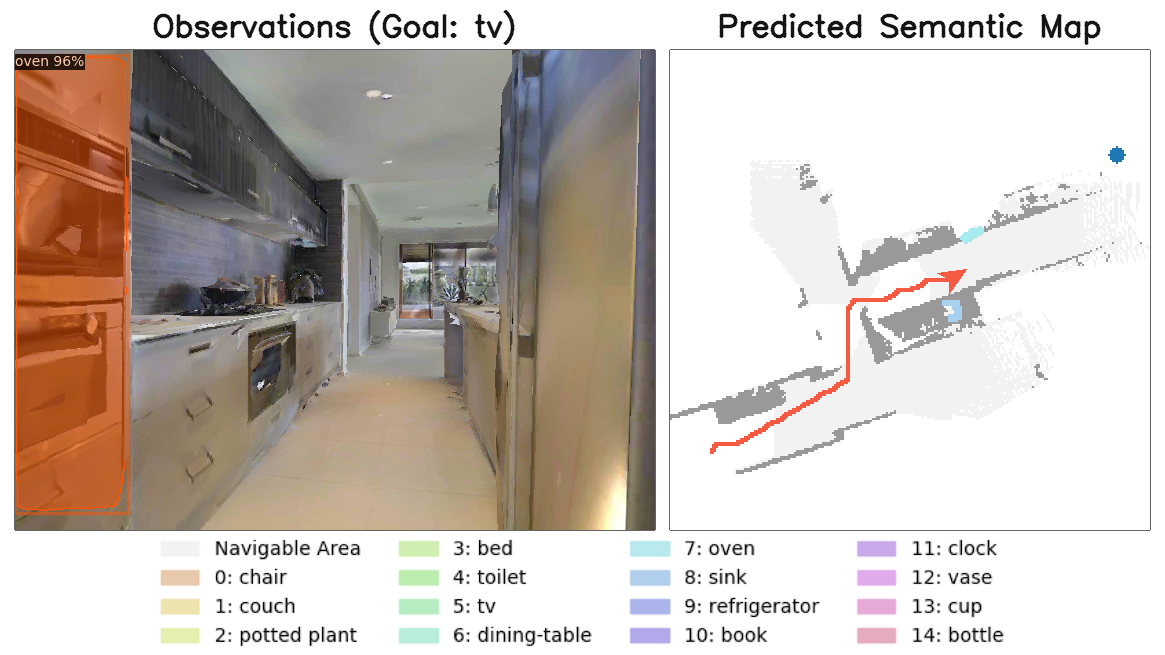 Observations (Goal: tv)
Predicted Semantic Map
oven 96%
Navigable Area
0: chair
1: couch
2: potted plant
3: bed
4: toilet
5: tv
6: dining-table
7: oven
8: sink
9: refrigerator
10: book
11: clock
12: vase
13: cup
14: bottle